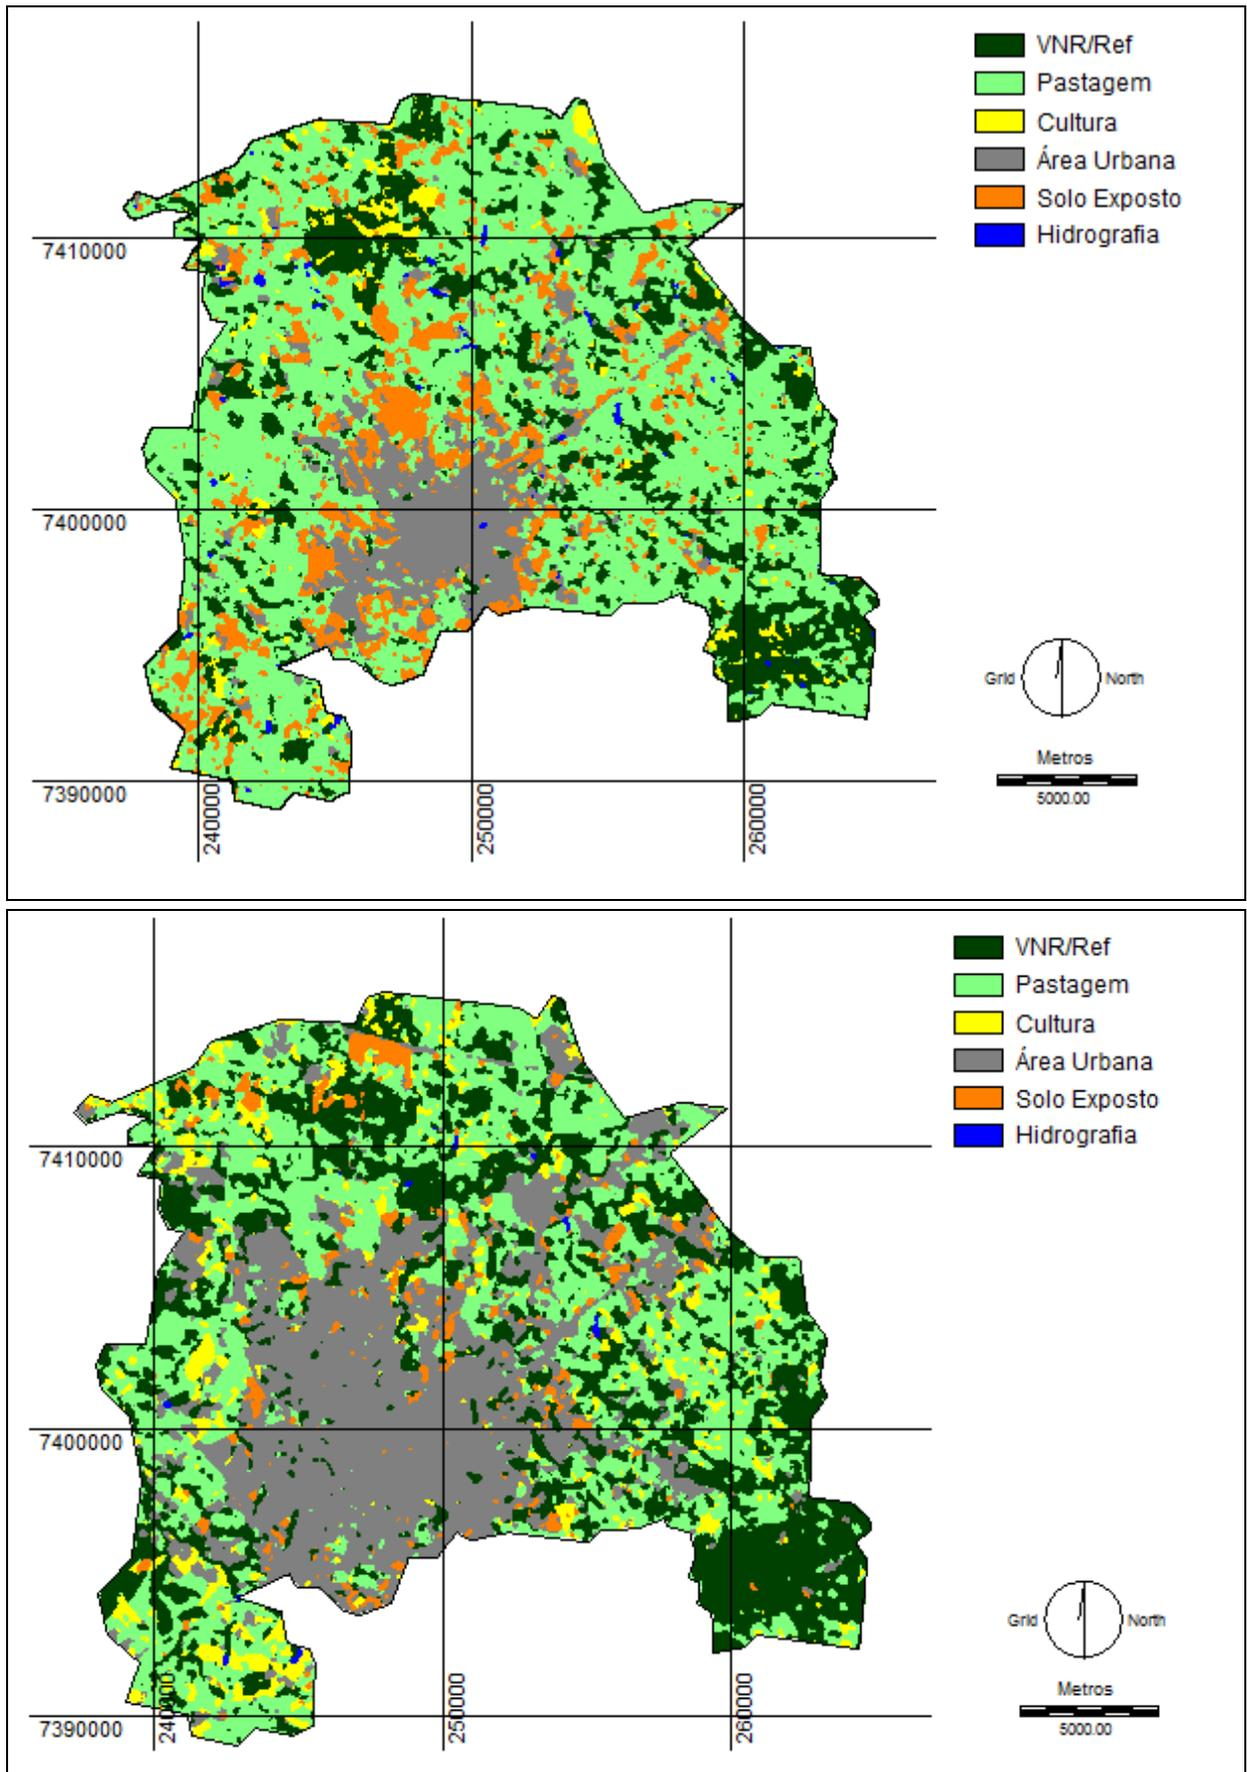 VNR/Ref
Pastagem
Cultura
Área Urbana
Solo Exposto
Hidrografia
7410000
7400000
7390000
240000
250000
260000
Grid North
Metros
5000.00
VNR/Ref
Pastagem
Cultura
Área Urbana
Solo Exposto
Hidrografia
7410000
7400000
7390000
240000
250000
260000
Grid North
Metros
5000.00